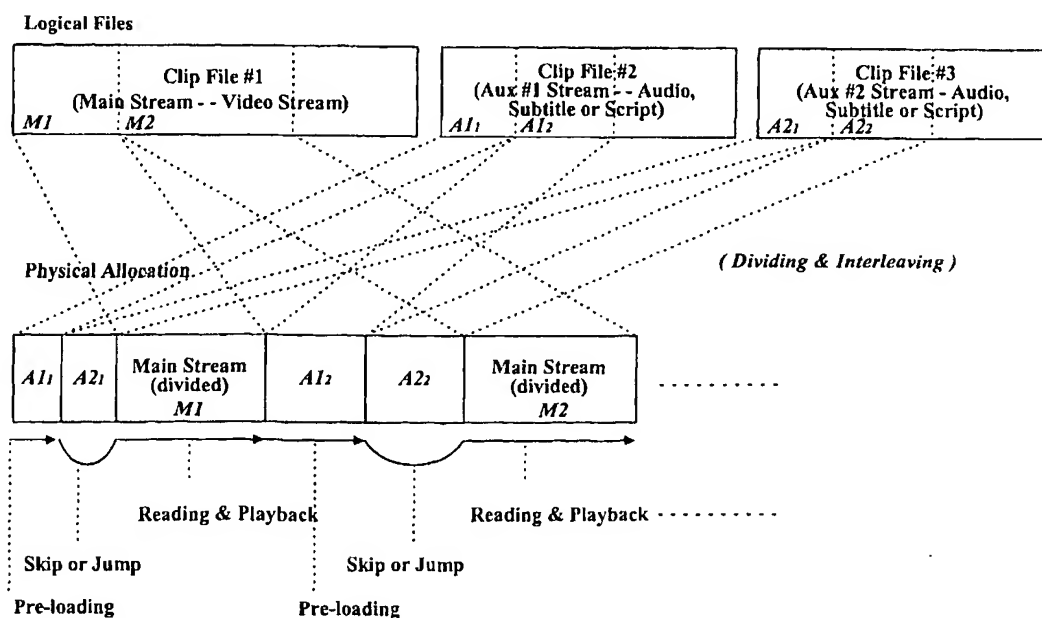 Logical Files
Clip File #1
(Main Stream - - Video Stream)
M1 M2
Clip File #2
(Aux #1 Stream - - Audio,
Subtitle or Script)
A1₁ A1₂
Clip File #3
(Aux #2 Stream - Audio,
Subtitle or Script)
A2₁ A2₂
Physical Allocation
( Dividing & Interleaving )
A1₁
A2₁
Main Stream
(divided)
M1
A1₂
A2₂
Main Stream
(divided)
M2
Reading & Playback
Reading & Playback
Skip or Jump
Skip or Jump
Pre-loading
Pre-loading